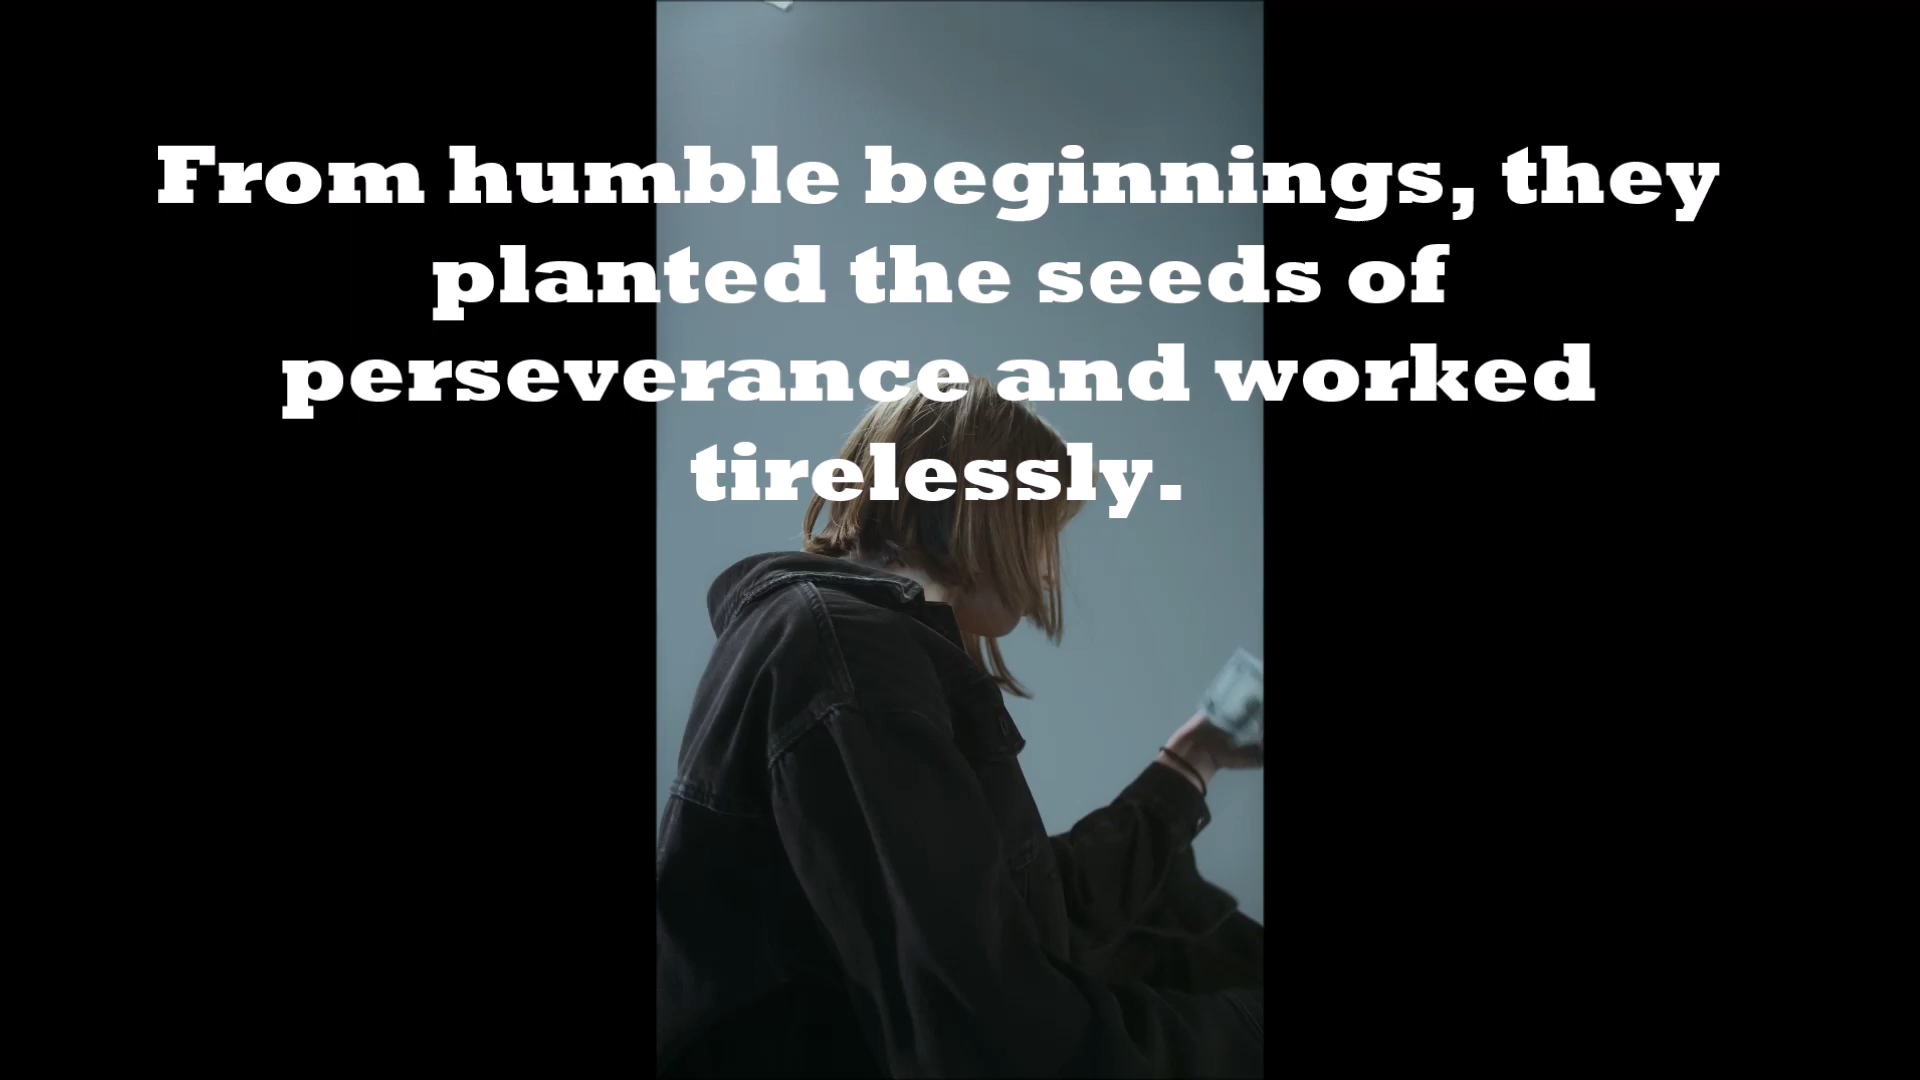 From humble beginnings, they
planted the seeds of
perseverance and worked
tirelessly.